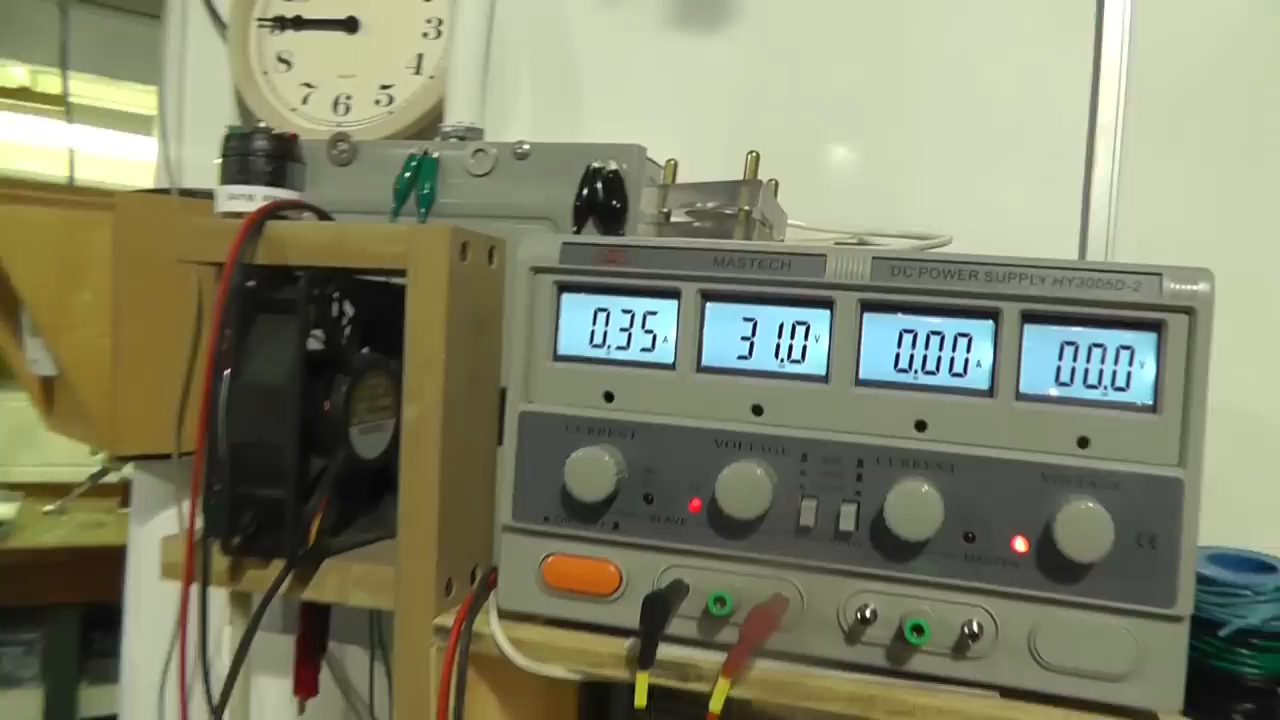 3
4
5
6
7
8
MASTECH
DC POWER SUPPLY HY3005D-2
0.35 A
31.0 V
0.00 A
00.0 V
CURRENT
VOLTAGE
CURRENT
VOLTAGE
SLAVE
MASTER
CE